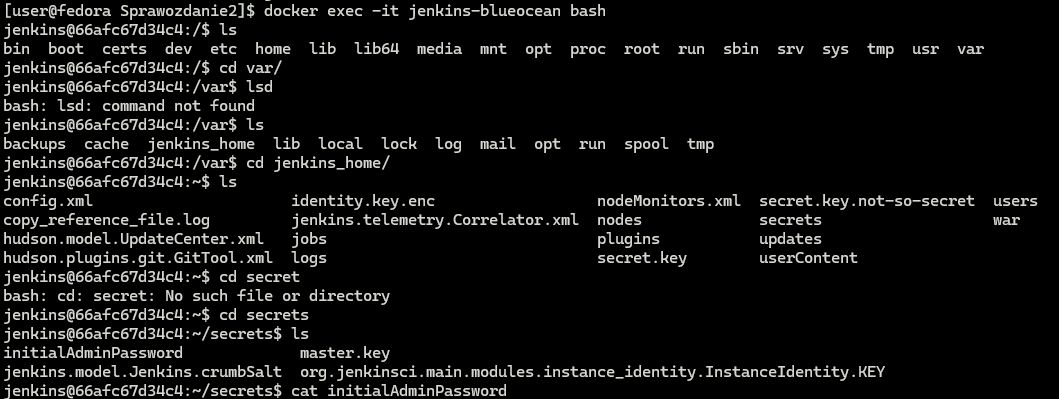 [user@fedora Sprawozdanie2]$ docker exec -it jenkins-blueocean bash
jenkins@66afc67d34c4:/$ ls
bin  boot  certs  dev  etc  home  lib  lib64  media  mnt  opt  proc  root  run  sbin  srv  sys  tmp  usr  var
jenkins@66afc67d34c4:/$ cd var/
jenkins@66afc67d34c4:/var$ lsd
bash: lsd: command not found
jenkins@66afc67d34c4:/var$ ls
backups  cache  jenkins_home  lib  local  lock  log  mail  opt  run  spool  tmp
jenkins@66afc67d34c4:/var$ cd jenkins_home/
jenkins@66afc67d34c4:~$ ls
config.xml                      identity.key.enc                  nodeMonitors.xml  secret.key.not-so-secret  users
copy_reference_file.log         jenkins.telemetry.Correlator.xml  nodes             secrets                   war
hudson.model.UpdateCenter.xml   jobs                              plugins           updates
hudson.plugins.git.GitTool.xml  logs                              secret.key        userContent
jenkins@66afc67d34c4:~$ cd secret
bash: cd: secret: No such file or directory
jenkins@66afc67d34c4:~$ cd secrets
jenkins@66afc67d34c4:~/secrets$ ls
initialAdminPassword             master.key
jenkins.model.Jenkins.crumbSalt  org.jenkinsci.main.modules.instance_identity.InstanceIdentity.KEY
jenkins@66afc67d34c4:~/secrets$ cat initialAdminPassword